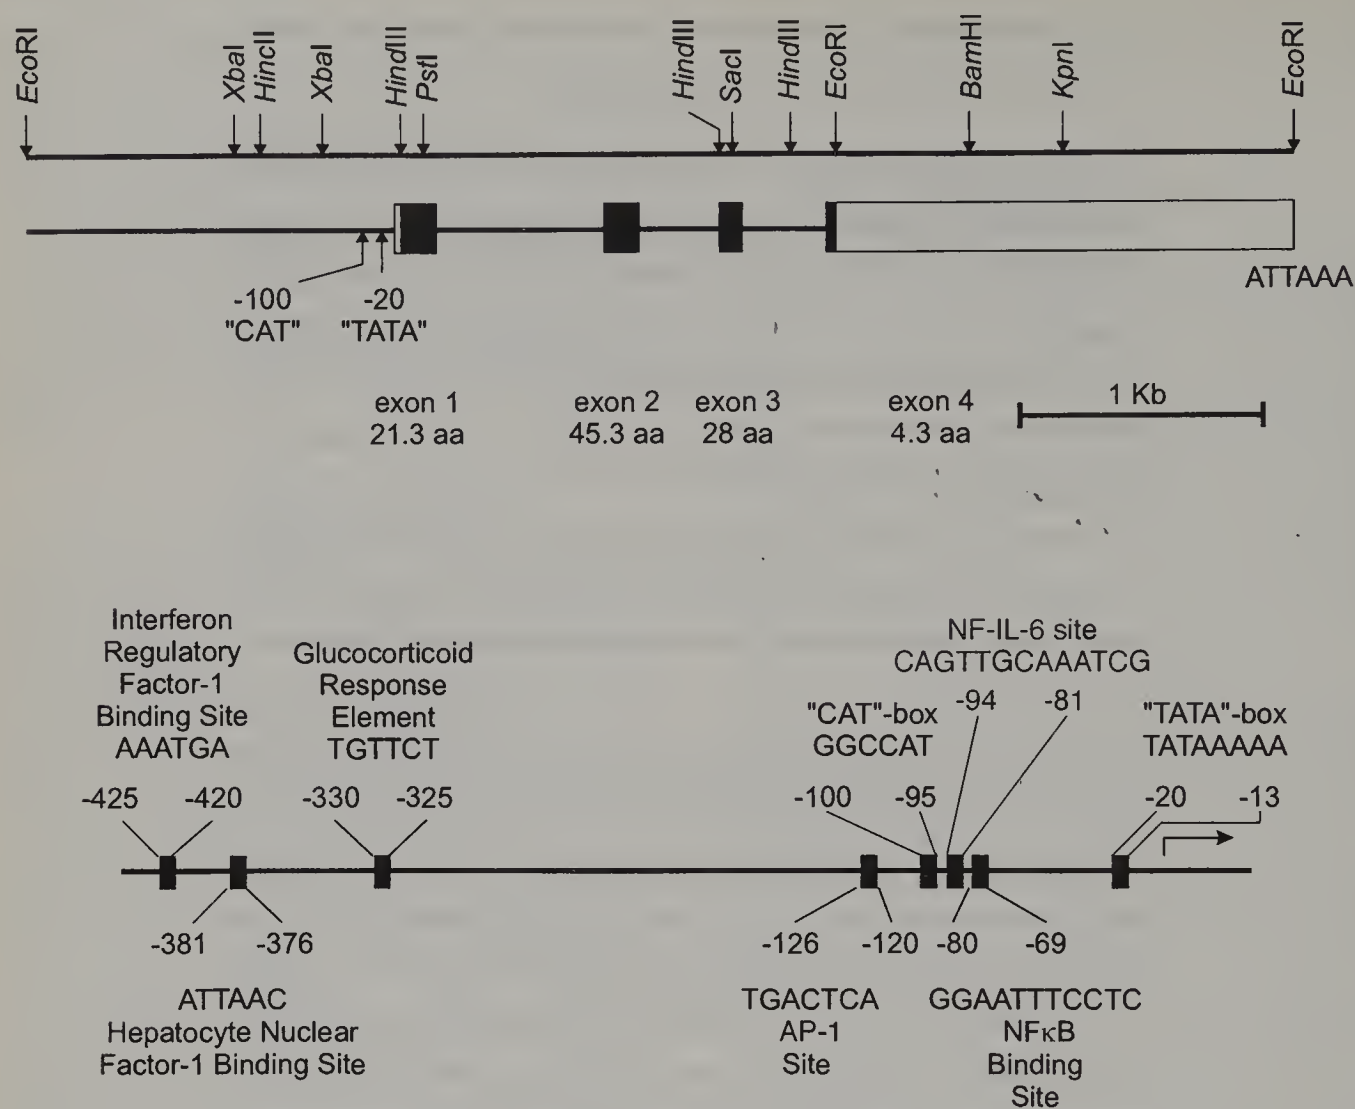 EcoRI
XbaI
HincII
XbaI
HindIII
PstI
HindIII
SacI
HindIII
EcoRI
BamHI
KpnI
EcoRI
ATTAAA
-100
"CAT"
-20
"TATA"
exon 1
21.3 aa
exon 2
45.3 aa
exon 3
28 aa
exon 4
4.3 aa
1 Kb
Interferon
Regulatory
Factor-1
Binding Site
AAATGA
-425 -420
Glucocorticoid
Response
Element
TGTTCT
-330 -325
"CAT"-box
GGCCAT
-100 -95
NF-IL-6 site
CAGTTGCAAATCG
-94 -81
"TATA"-box
TATAAAAA
-20 -13
-381 -376
ATTAAC
Hepatocyte Nuclear
Factor-1 Binding Site
-126 -120
TGACTCA
AP-1
Site
-80 -69
GGAATTTCCTC
NFκB
Binding
Site